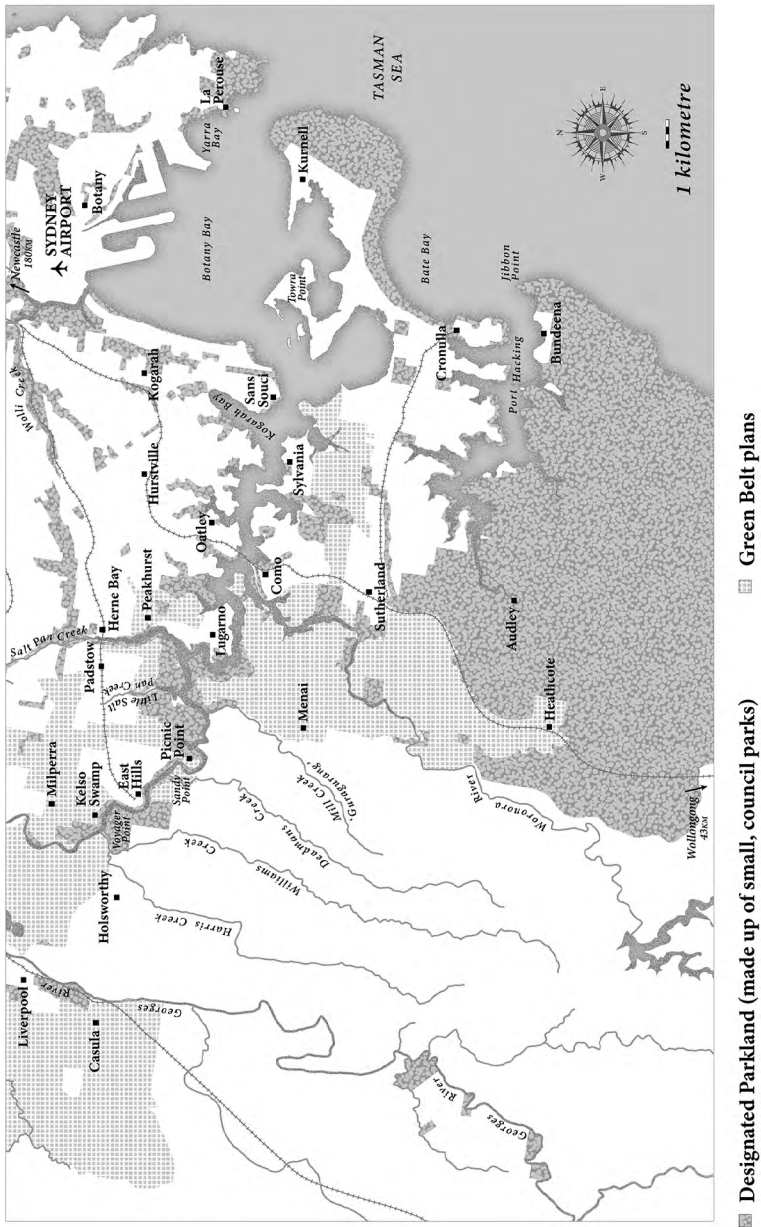 Newcastle
180KM
SYDNEY
AIRPORT
Botany
La
Perouse
Yarra
Bay
TASMAN
SEA
Wolli Creek
Kogarah
Botany Bay
Kurnell
Towra
Point
N
E
S
W
1 kilometre
Hurstville
Sans
Souci
Kogarah Bay
Sylvania
Bate Bay
Jibbon
Point
Cronulla
Port Hacking
Bundeena
Salt Pan Creek
Herne Bay
Peakhurst
Padstow
Little Salt
Pan Creek
Oatley
Lugarno
Como
Sutherland
Audley
Heathcote
Milperra
Kelso
Swamp
East
Hills
Picnic
Point
Sandy
Point
Voyager
Point
Menai
Mill Creek
'Guragurang'
Deadmans Creek
Williams Creek
Harris Creek
Holsworthy
Woronora River
Wollongong
43KM
Liverpool
Casula
Georges River
Georges River
Designated Parkland (made up of small, council parks)
Green Belt plans